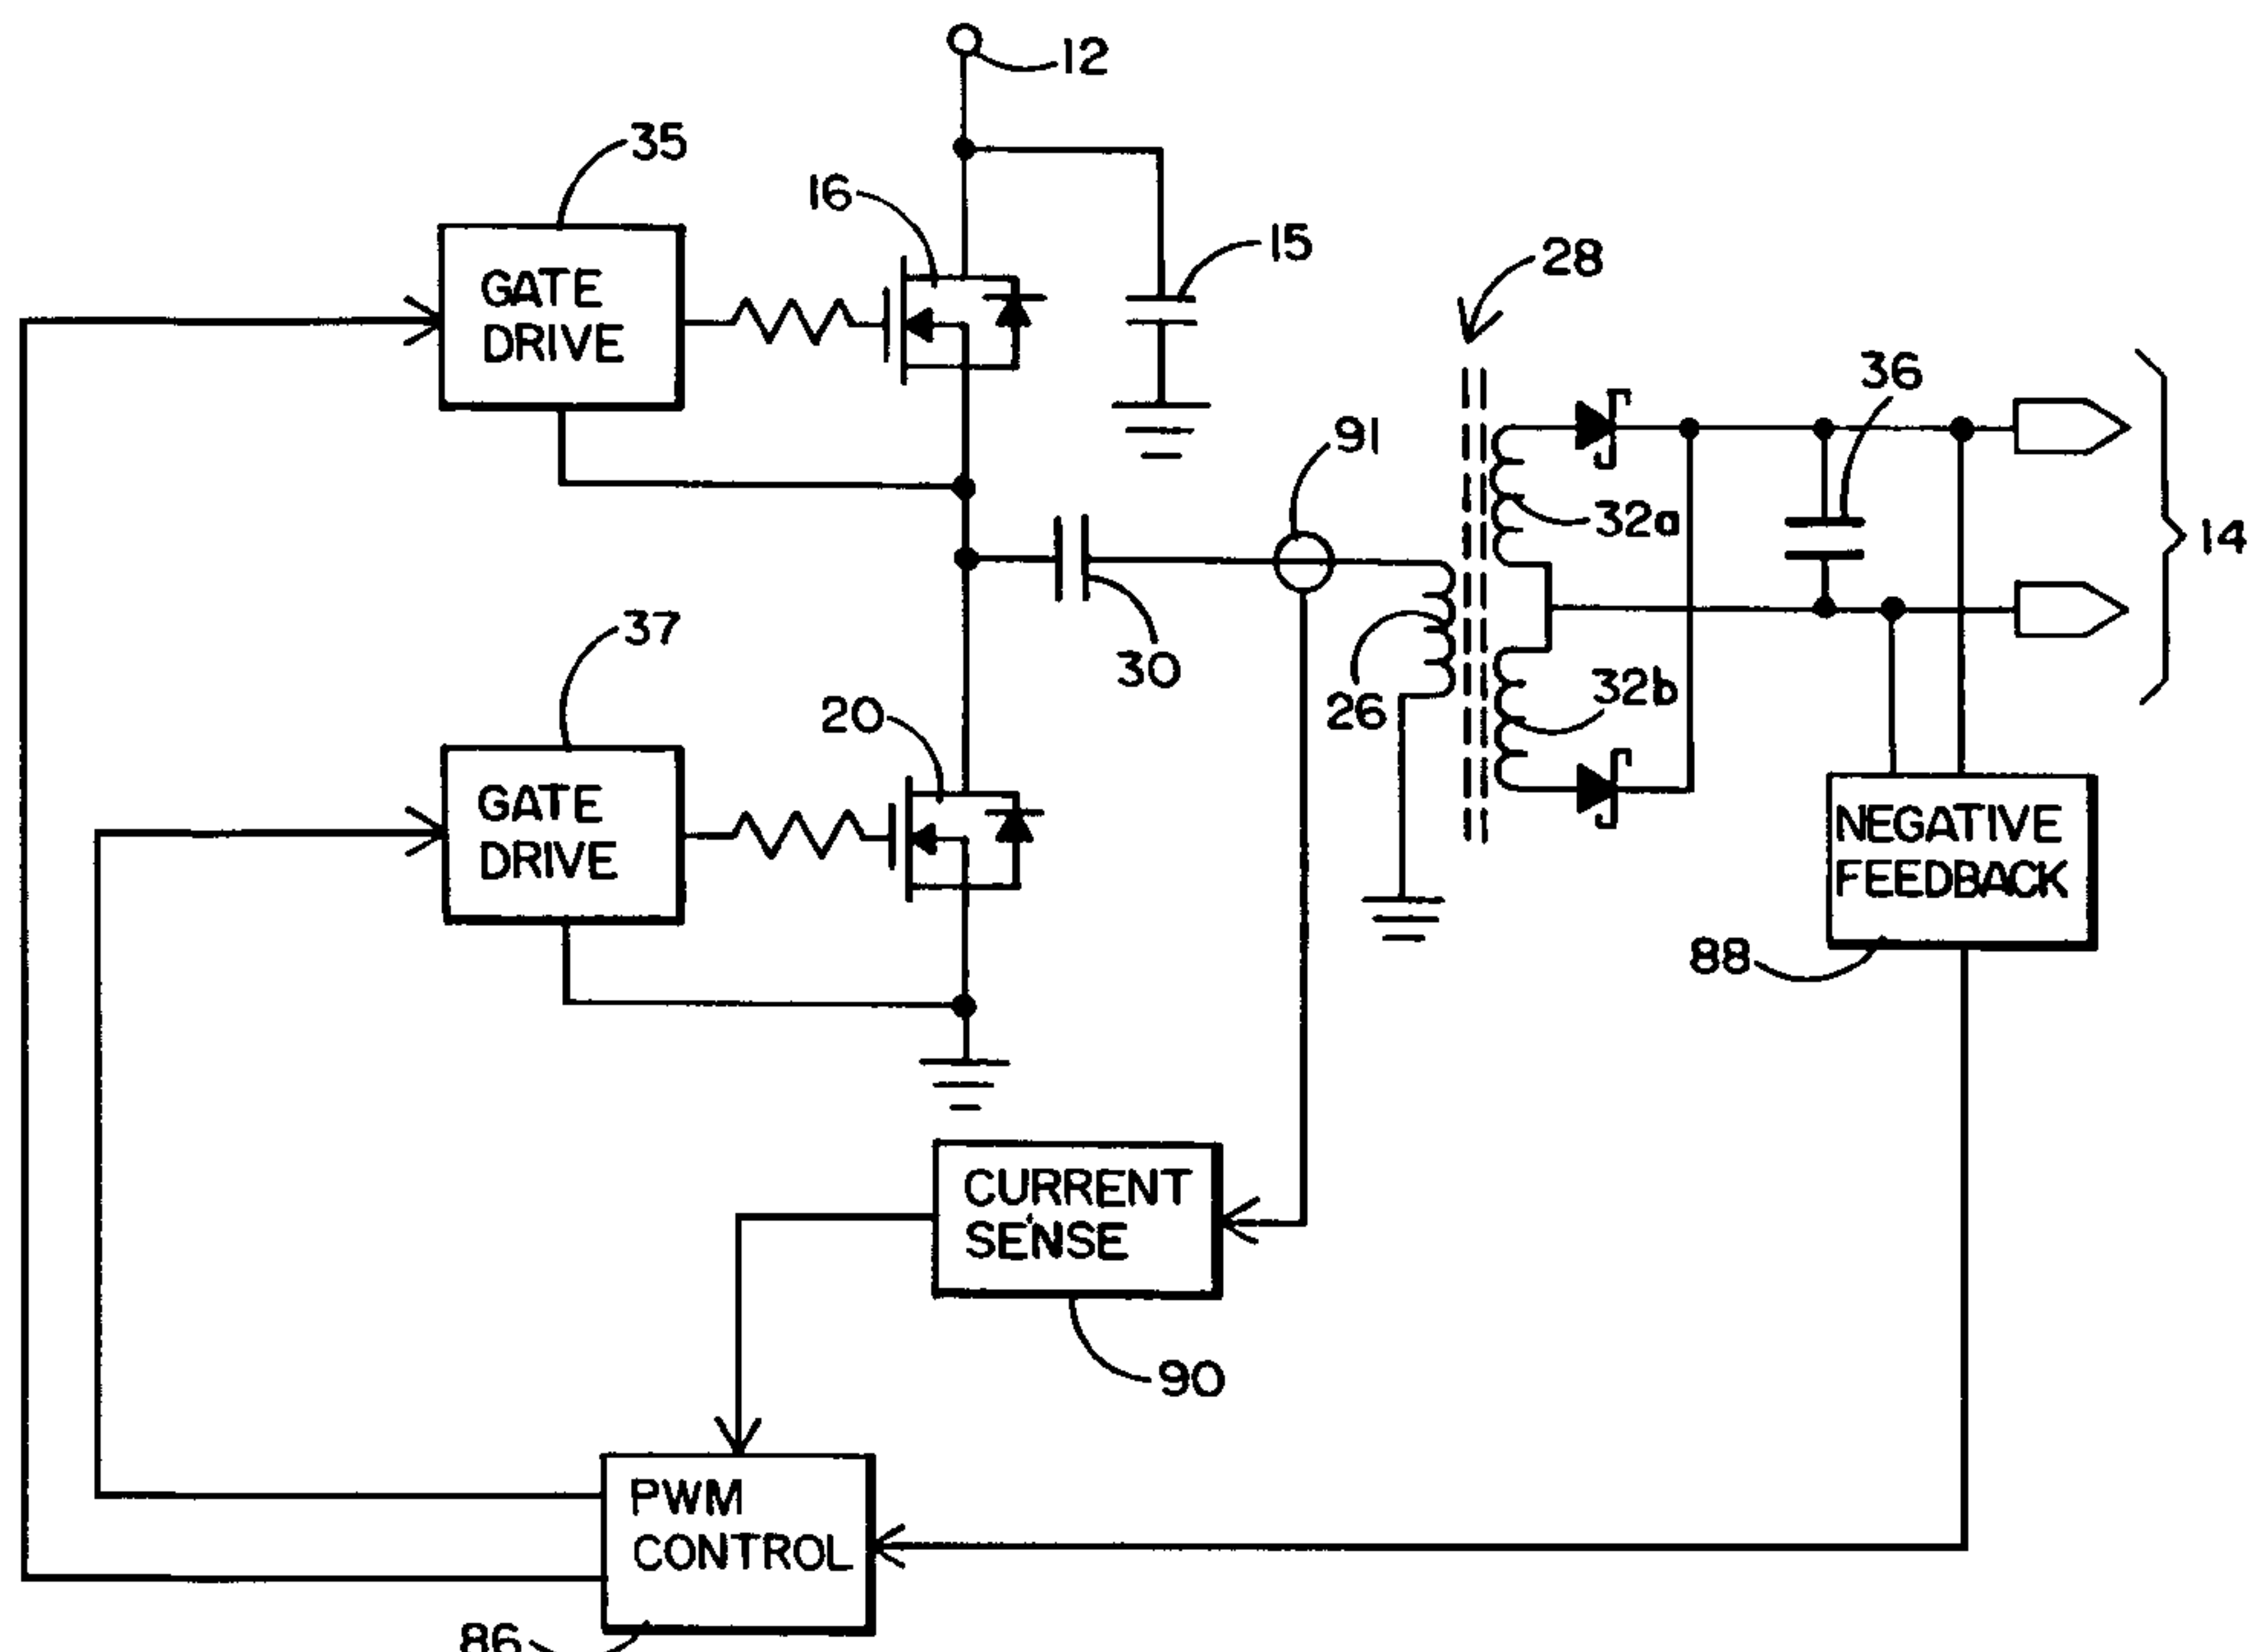 12
35
16
15
28
GATE
DRIVE
36
91
32a
14
37
30
26
32b
20
GATE
DRIVE
NEGATIVE
FEEDBACK
88
CURRENT
SENSE
90
PWM
CONTROL
86